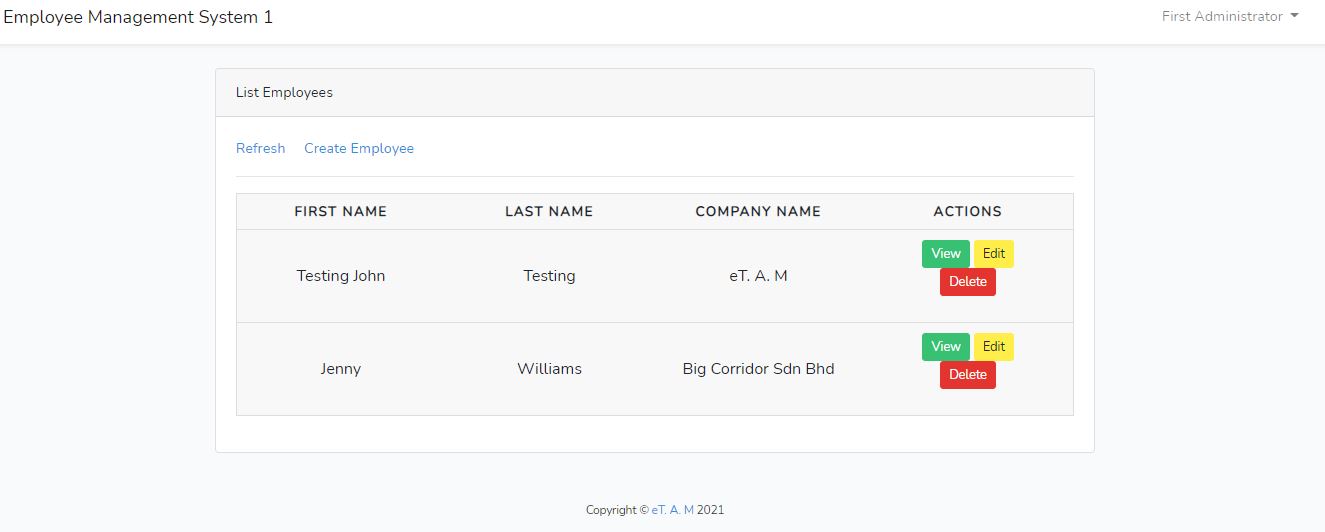 Employee Management System 1 First Administrator
List Employees
Refresh Create Employee
FIRST NAME LAST NAME COMPANY NAME ACTIONS
View Edit
Testing John Testing eT. A. M
Delete
View Edit
Jenny Williams Big Corridor Sdn Bhd
Delete
Copyright © eT. A. M 2021